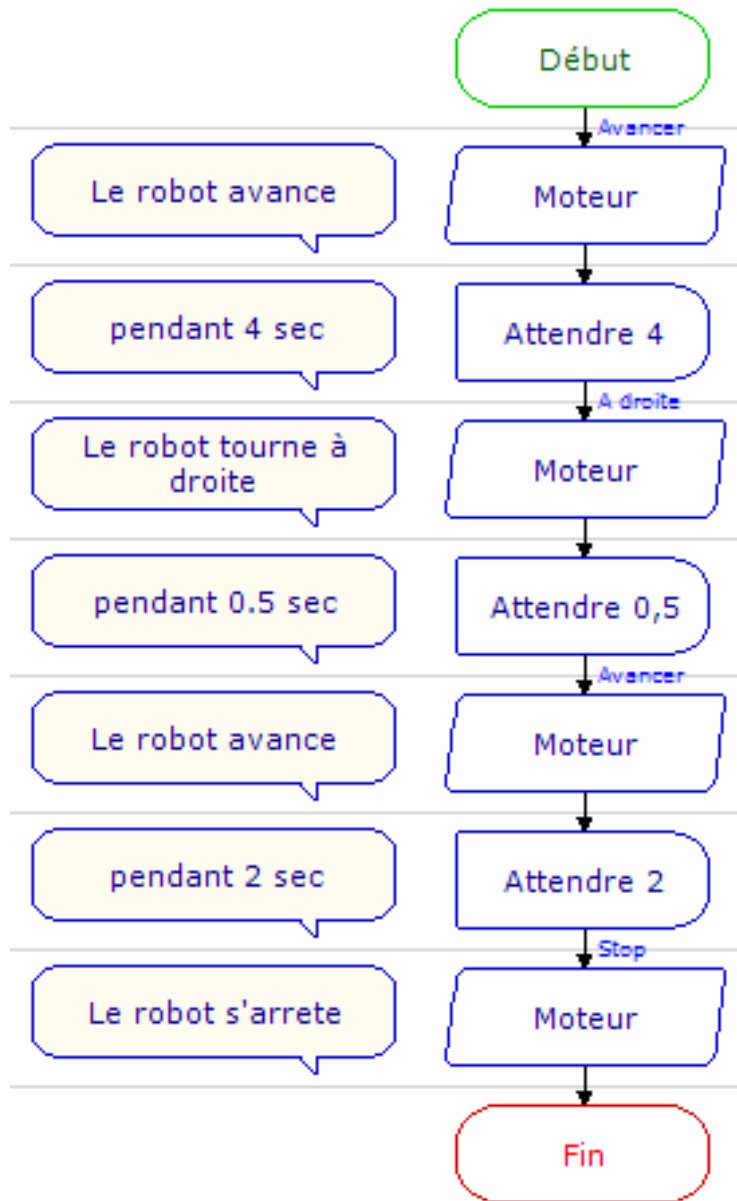 Début
Avancer
Le robot avance
Moteur
pendant 4 sec
Attendre 4
A droite
Le robot tourne à
droite
Moteur
pendant 0.5 sec
Attendre 0,5
Avancer
Le robot avance
Moteur
pendant 2 sec
Attendre 2
Stop
Le robot s'arrete
Moteur
Fin